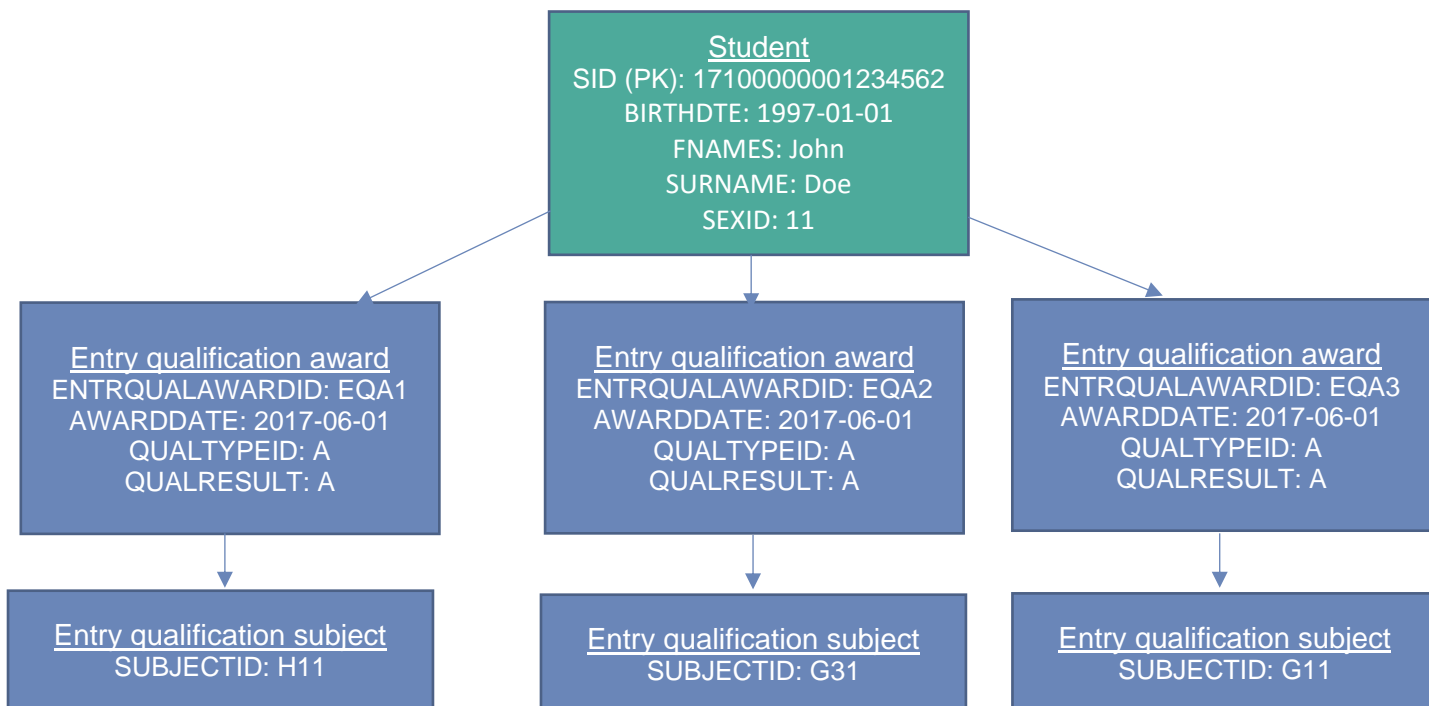 Student
SID (PK): 17100000001234562
BIRTHDTE: 1997-01-01
FNAMES: John
SURNAME: Doe
SEXID: 11
Entry qualification award
ENTRQUALAWARDID: EQA1
AWARDDATE: 2017-06-01
QUALTYPEID: A
QUALRESULT: A
Entry qualification award
ENTRQUALAWARDID: EQA2
AWARDDATE: 2017-06-01
QUALTYPEID: A
QUALRESULT: A
Entry qualification award
ENTRQUALAWARDID: EQA3
AWARDDATE: 2017-06-01
QUALTYPEID: A
QUALRESULT: A
Entry qualification subject
SUBJECTID: H11
Entry qualification subject
SUBJECTID: G31
Entry qualification subject
SUBJECTID: G11